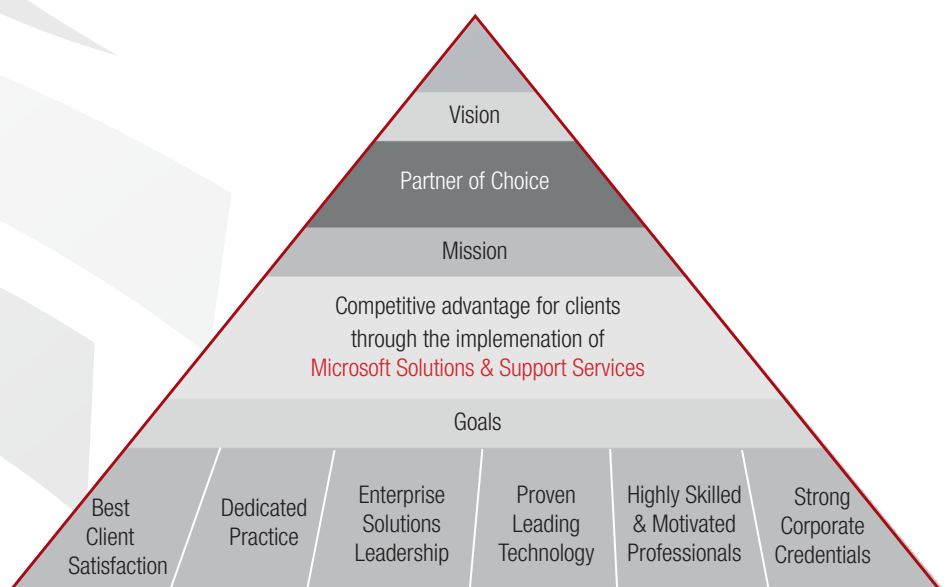 Vision
Partner of Choice
Mission
Competitive advantage for clients
through the implemenation of
Microsoft Solutions & Support Services
Goals
Best
Client
Satisfaction
Dedicated
Practice
Enterprise
Solutions
Leadership
Proven
Leading
Technology
Highly Skilled
& Motivated
Professionals
Strong
Corporate
Credentials